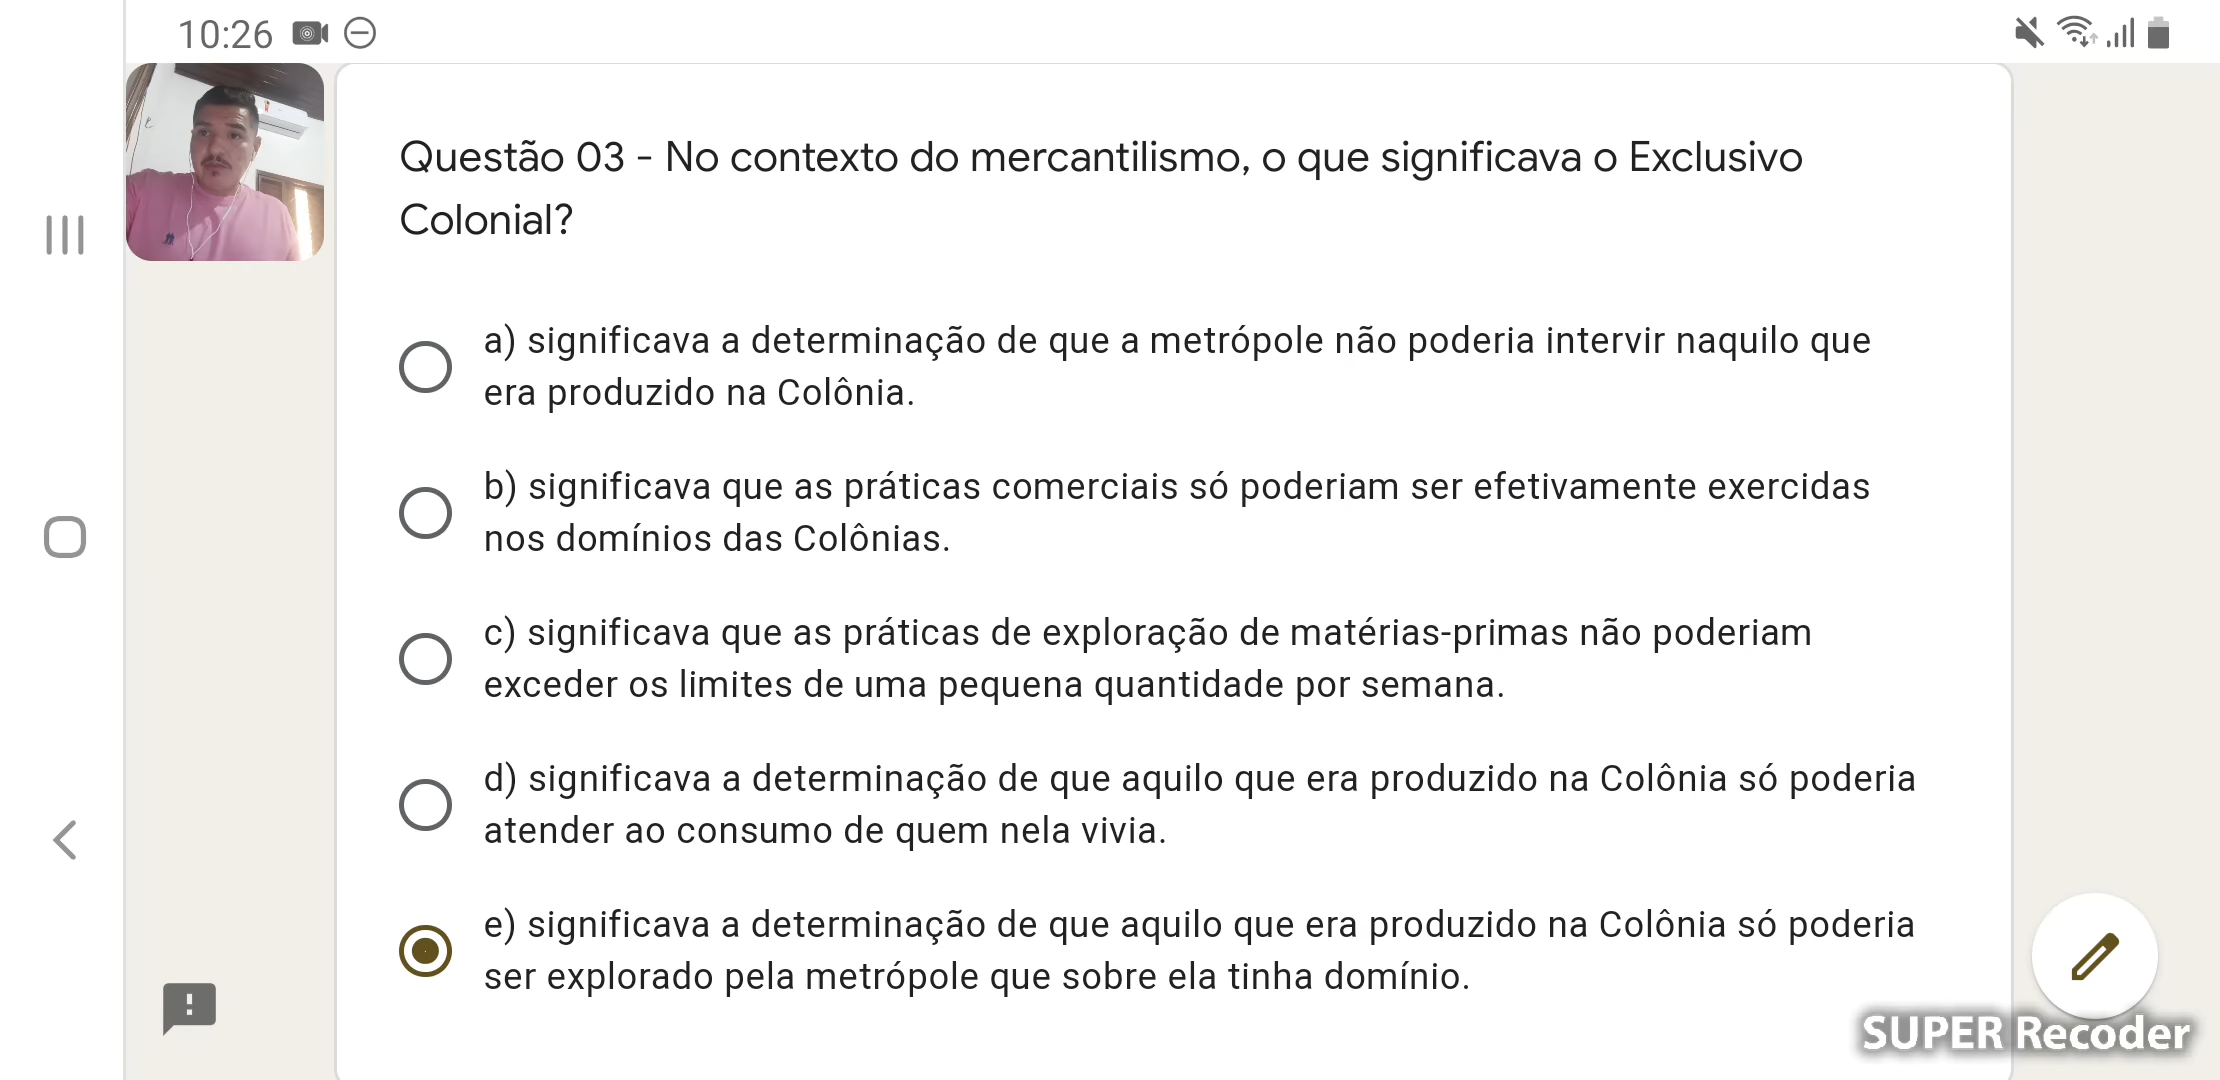 10:26
Questão 03 - No contexto do mercantilismo, o que significava o Exclusivo
Colonial?
a) significava a determinação de que a metrópole não poderia intervir naquilo que
era produzido na Colônia.
b) significava que as práticas comerciais só poderiam ser efetivamente exercidas
nos domínios das Colônias.
c) significava que as práticas de exploração de matérias-primas não poderiam
exceder os limites de uma pequena quantidade por semana.
d) significava a determinação de que aquilo que era produzido na Colônia só poderia
atender ao consumo de quem nela vivia.
e) significava a determinação de que aquilo que era produzido na Colônia só poderia
ser explorado pela metrópole que sobre ela tinha domínio.
SUPER Recoder